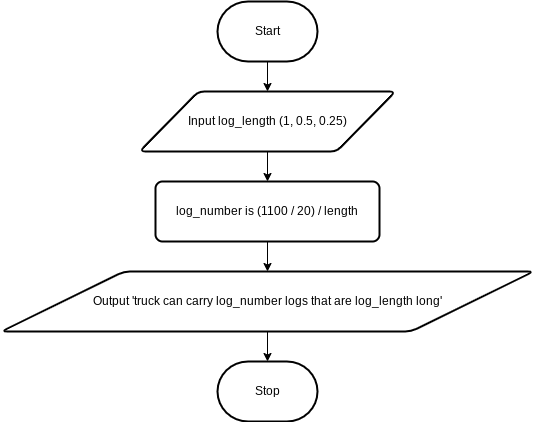 Start
Input log_length (1, 0.5, 0.25)
log_number is (1100 / 20) / length
Output 'truck can carry log_number logs that are log_length long'
Stop